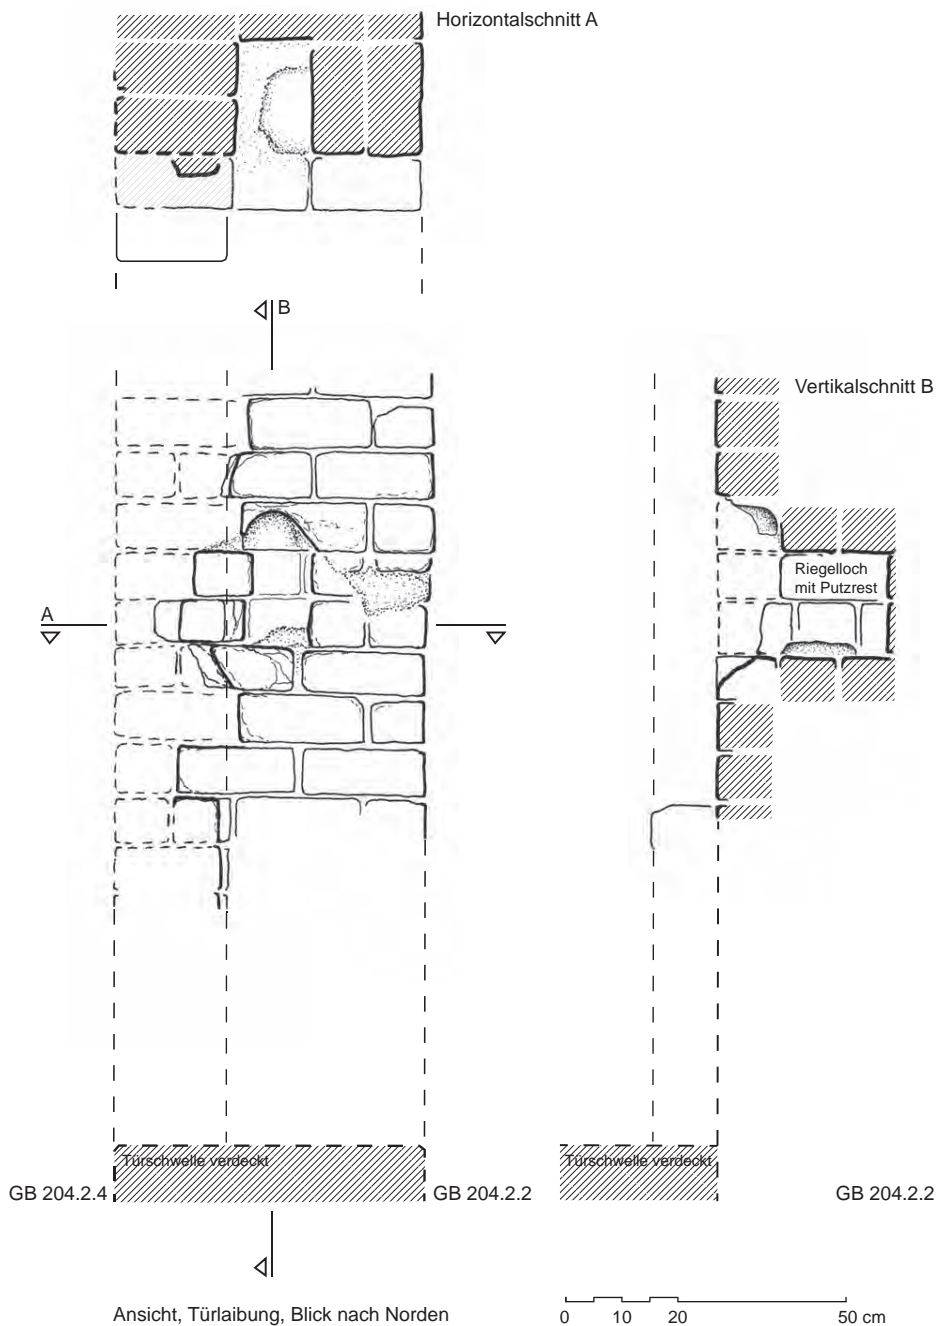 Horizontalschnitt A
B
Vertikalschnitt B
Riegelloch
mit Putzrest
A
Türschwelle verdeckt
Türschwelle verdeckt
GB 204.2.4
GB 204.2.2
GB 204.2.2
Ansicht, Türlaibung, Blick nach Norden
0 10 20 50 cm